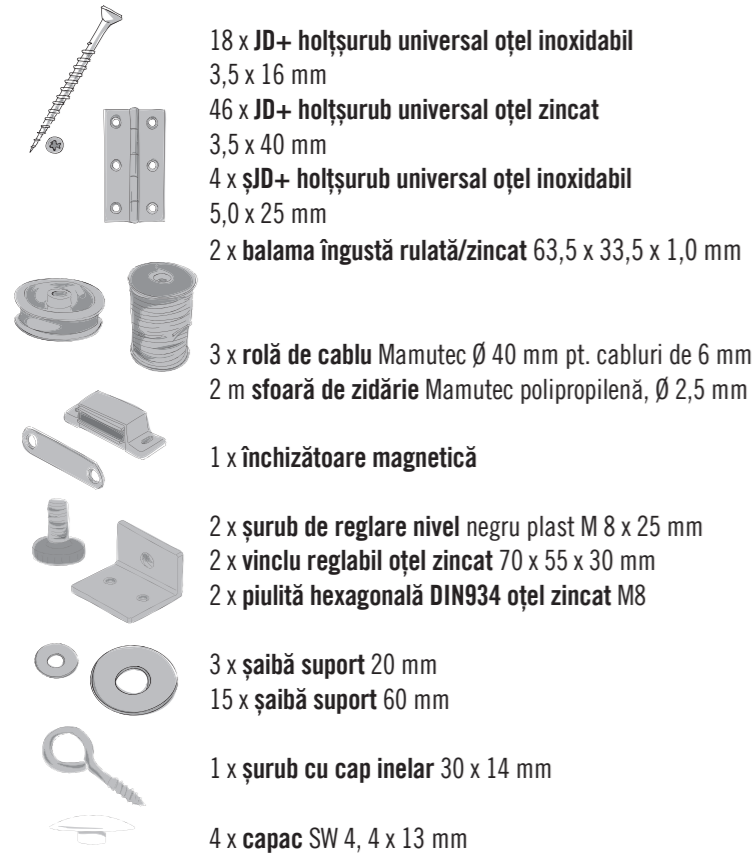 18 x JD+ holțșurub universal oțel inoxidabil
3,5 x 16 mm
46 x JD+ holțșurub universal oțel zincat
3,5 x 40 mm
4 x șJD+ holțșurub universal oțel inoxidabil
5,0 x 25 mm
2 x balama îngustă rulată/zincat 63,5 x 33,5 x 1,0 mm
3 x rolă de cablu Mamutec Ø 40 mm pt. cabluri de 6 mm
2 m sfoară de zidărie Mamutec polipropilenă, Ø 2,5 mm
1 x închizătoare magnetică
2 x șurub de reglare nivel negru plast M 8 x 25 mm
2 x vinclu reglabil oțel zincat 70 x 55 x 30 mm
2 x piuliță hexagonală DIN934 oțel zincat M8
3 x șaibă suport 20 mm
15 x șaibă suport 60 mm
1 x șurub cu cap inelar 30 x 14 mm
4 x capac SW 4, 4 x 13 mm